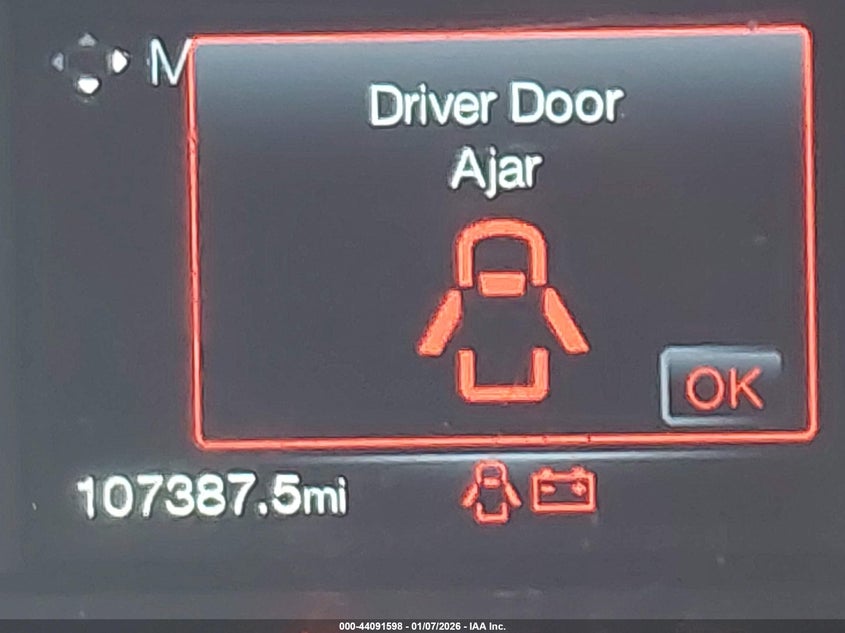 M
Driver Door
Ajar
OK
107387.5mi
000-44091598 - 01/07/2026 - IAA Inc.